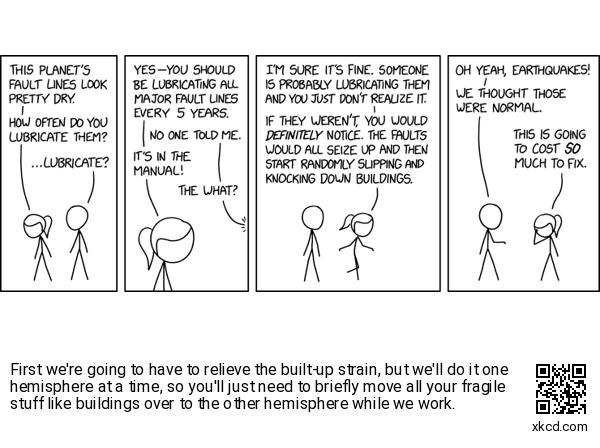 THIS PLANET'S
FAULT LINES LOOK
PRETTY DRY.
HOW OFTEN DO YOU
LUBRICATE THEM?
...LUBRICATE?
YES—YOU SHOULD
BE LUBRICATING ALL
MAJOR FAULT LINES
EVERY 5 YEARS.
NO ONE TOLD ME.
IT'S IN THE
MANUAL!
THE WHAT?
I'M SURE IT'S FINE. SOMEONE
IS PROBABLY LUBRICATING THEM
AND YOU JUST DON'T REALIZE IT.
IF THEY WEREN'T, YOU WOULD
DEFINITELY NOTICE. THE FAULTS
WOULD ALL SEIZE UP AND THEN
START RANDOMLY SLIPPING AND
KNOCKING DOWN BUILDINGS.
OH YEAH, EARTHQUAKES!
WE THOUGHT THOSE
WERE NORMAL.
THIS IS GOING
TO COST SO
MUCH TO FIX.
First we're going to have to relieve the built-up strain, but we'll do it one
hemisphere at a time, so you'll just need to briefly move all your fragile
stuff like buildings over to the other hemisphere while we work.
xkcd.com